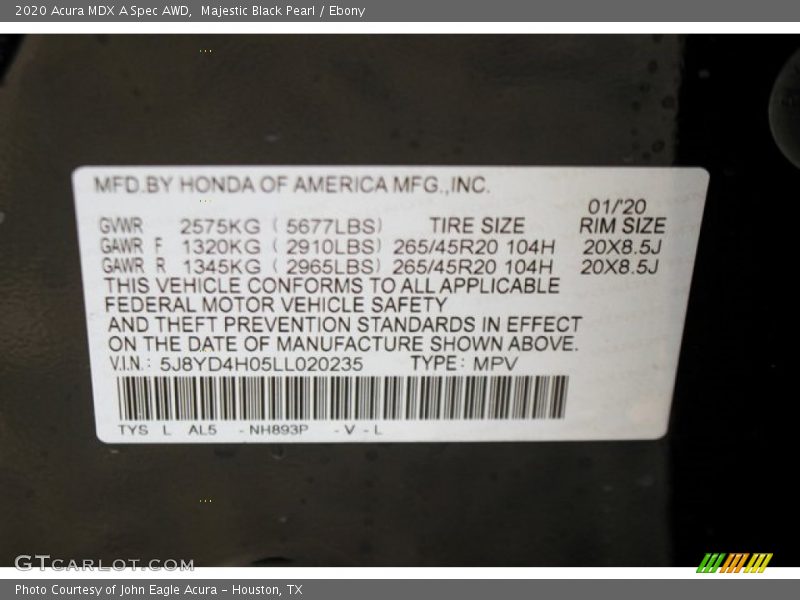 2020 Acura MDX A Spec AWD, Majestic Black Pearl / Ebony
MFD.BY HONDA OF AMERICA MFG.,INC.
01/'20
GVWR 2575KG ( 5677LBS) TIRE SIZE RIM SIZE
GAWR F 1320KG ( 2910LBS) 265/45R20 104H 20X8.5J
GAWR R 1345KG ( 2965LBS) 265/45R20 104H 20X8.5J
THIS VEHICLE CONFORMS TO ALL APPLICABLE
FEDERAL MOTOR VEHICLE SAFETY
AND THEFT PREVENTION STANDARDS IN EFFECT
ON THE DATE OF MANUFACTURE SHOWN ABOVE.
V.I.N.: 5J8YD4H05LL020235 TYPE: MPV
TYS L AL5 -NH893P -V -L
GTCARLOT.COM
Photo Courtesy of John Eagle Acura - Houston, TX